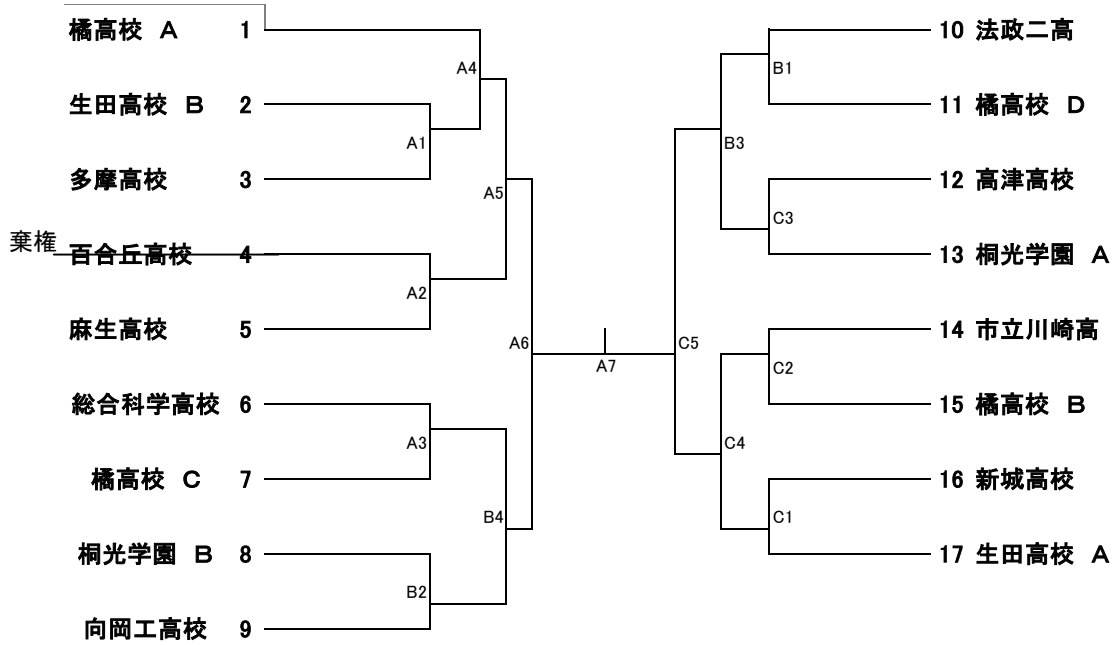 橘高校 A 1
A4
生田高校 B 2
A1
多摩高校 3
A5
棄権 百合丘高校 4
A2
麻生高校 5
A6
総合科学高校 6
A3
橘高校 C 7
B4
桐光学園 B 8
B2
向岡工高校 9
A7
10 法政二高
B1
11 橘高校 D
B3
12 高津高校
C3
13 桐光学園 A
C5
14 市立川崎高
C2
15 橘高校 B
C4
16 新城高校
C1
17 生田高校 A